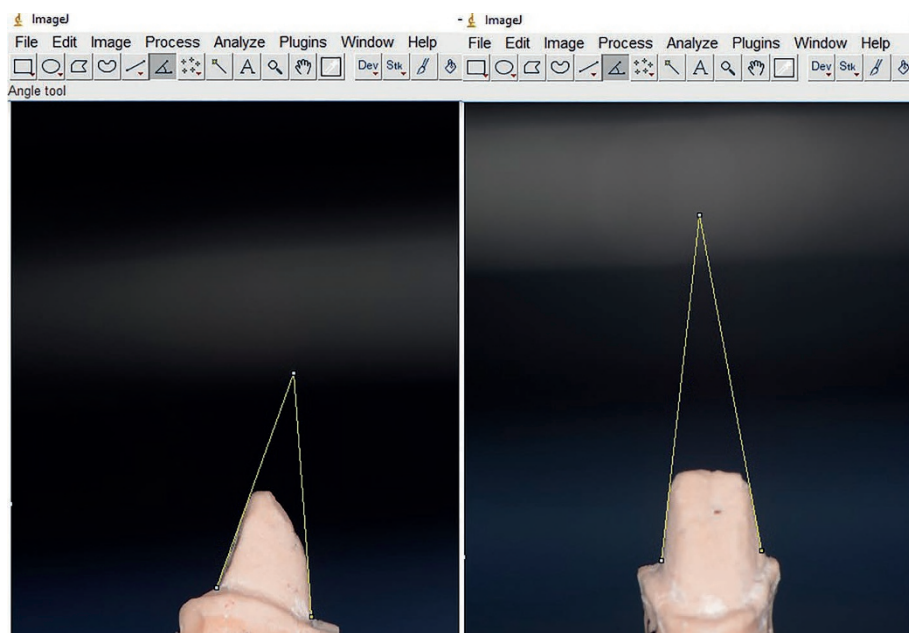 ImageJ
File Edit Image Process Analyze Plugins Window Help
A Dev Stk
Angle tool
ImageJ
File Edit Image Process Analyze Plugins Window Help
A Dev Stk